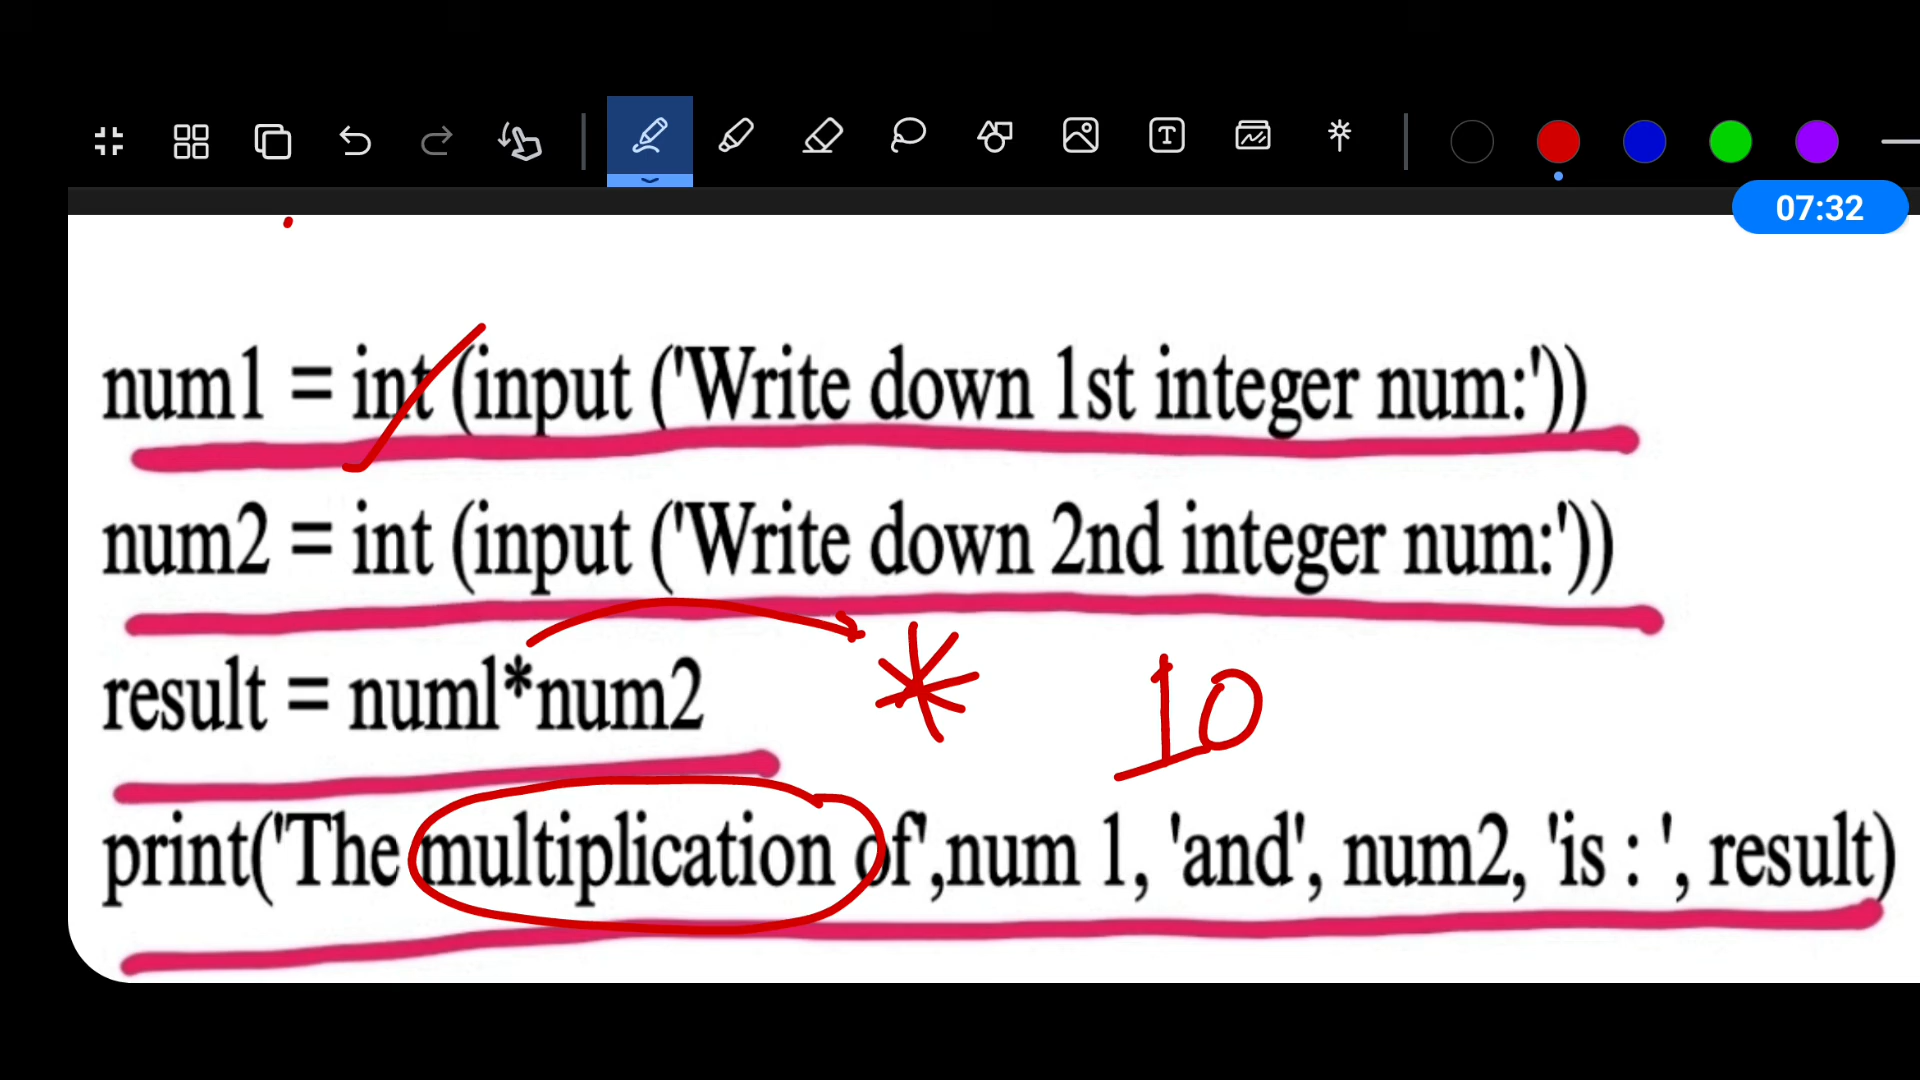 07:32
num1 = int (input ('Write down 1st integer num:'))
num2 = int (input ('Write down 2nd integer num:'))
result = numl*num2
* 10
print('The multiplication of',num 1, 'and', num2, 'is : ', result)